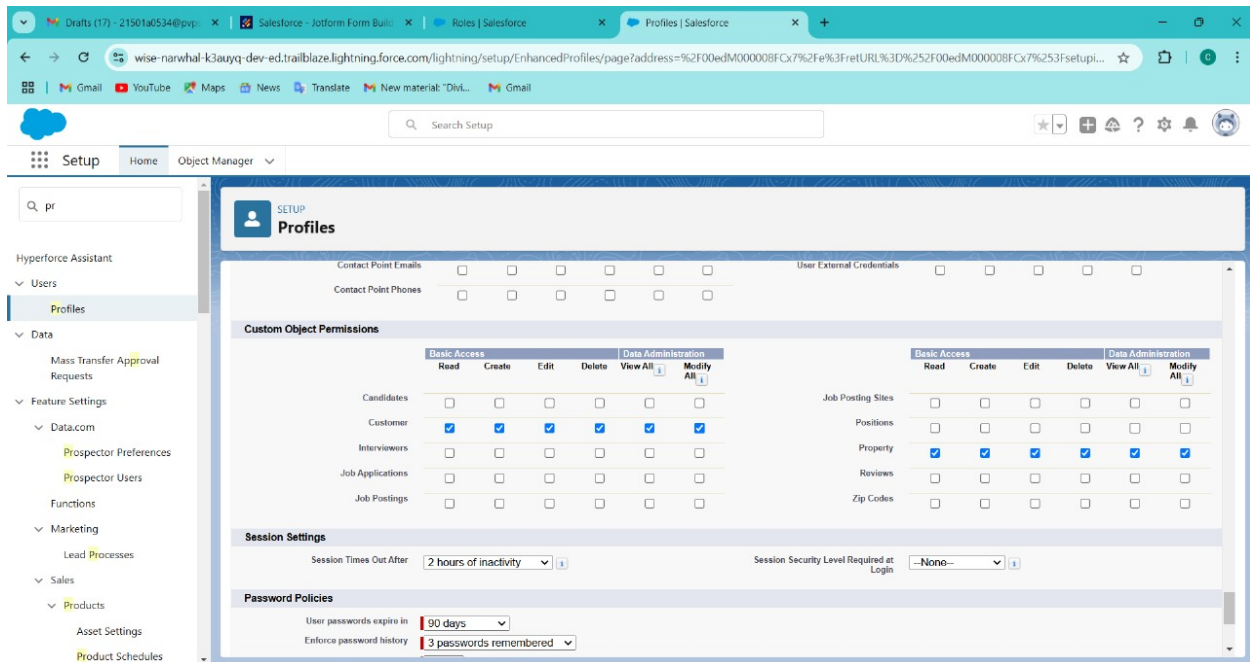 Drafts (17) - 21501a0534@pvp:
Salesforce - Jotform Form Build
Roles | Salesforce
Profiles | Salesforce
wise-narwhal-k3auyq-dev-ed.trailblaze.lightning.force.com/lightning/setup/EnhancedProfiles/page?address=%2F00edM000008FCx7%2Fe%3FretURL%3D%252F00edM000008FCx7%253Fsetupi...
Gmail YouTube Maps News Translate New material: "Divi... Gmail
Search Setup
Setup Home Object Manager
pr
SETUP
Profiles
Hyperforce Assistant
Users
Profiles
Data
Mass Transfer Approval
Requests
Feature Settings
Data.com
Prospector Preferences
Prospector Users
Functions
Marketing
Lead Processes
Sales
Products
Asset Settings
Product Schedules
Contact Point Emails User External Credentials
Contact Point Phones
Custom Object Permissions
Basic Access Data Administration Basic Access Data Administration
Read Create Edit Delete View All Modify All Read Create Edit Delete View All Modify All
Candidates Job Posting Sites
Customer Positions
Interviewers Property
Job Applications Reviews
Job Postings Zip Codes
Session Settings
Session Times Out After 2 hours of inactivity Session Security Level Required at
Login --None--
Password Policies
User passwords expire in 90 days
Enforce password history 3 passwords remembered